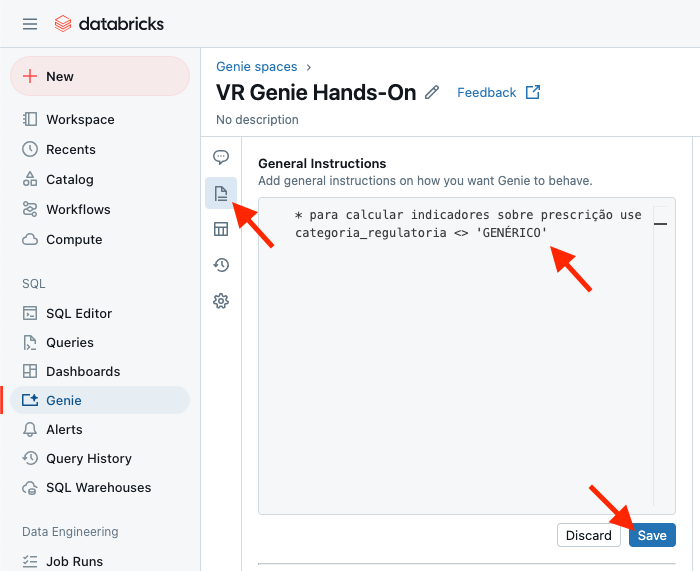 databricks
New
Workspace
Recents
Catalog
Workflows
Compute
SQL
SQL Editor
Queries
Dashboards
Genie
Alerts
Query History
SQL Warehouses
Data Engineering
Job Runs
Genie spaces ›
VR Genie Hands-On
Feedback
No description
General Instructions
Add general instructions on how you want Genie to behave.
* para calcular indicadores sobre prescrição use
categoria_regulatoria <> 'GENÉRICO'
Discard
Save